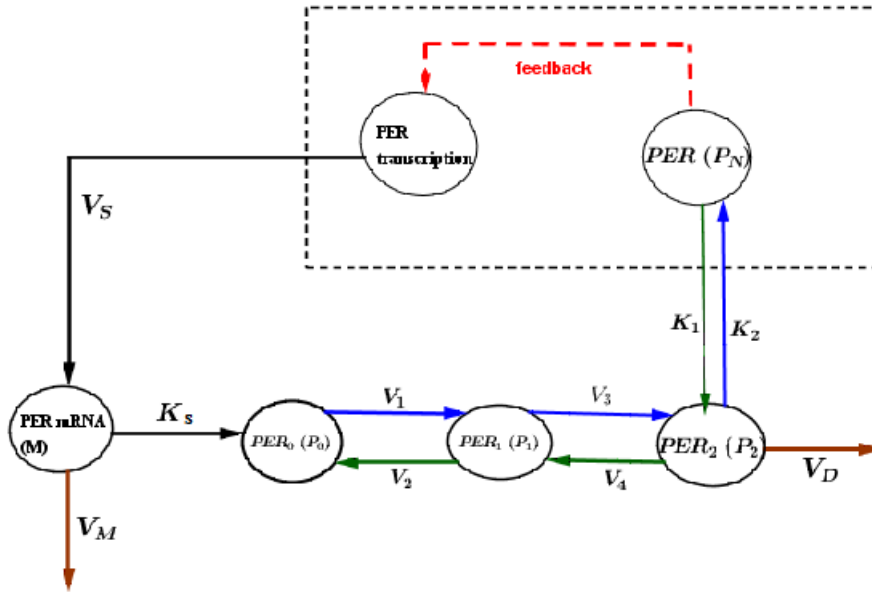 feedback
PER
transcription
PER (P_N)
V_S
K_1
K_2
PER mRNA
(M)
K_s
PER_0 (P_0)
V_1
PER_1 (P_1)
V_3
PER_2 (P_2
V_D
V_2
V_4
V_M